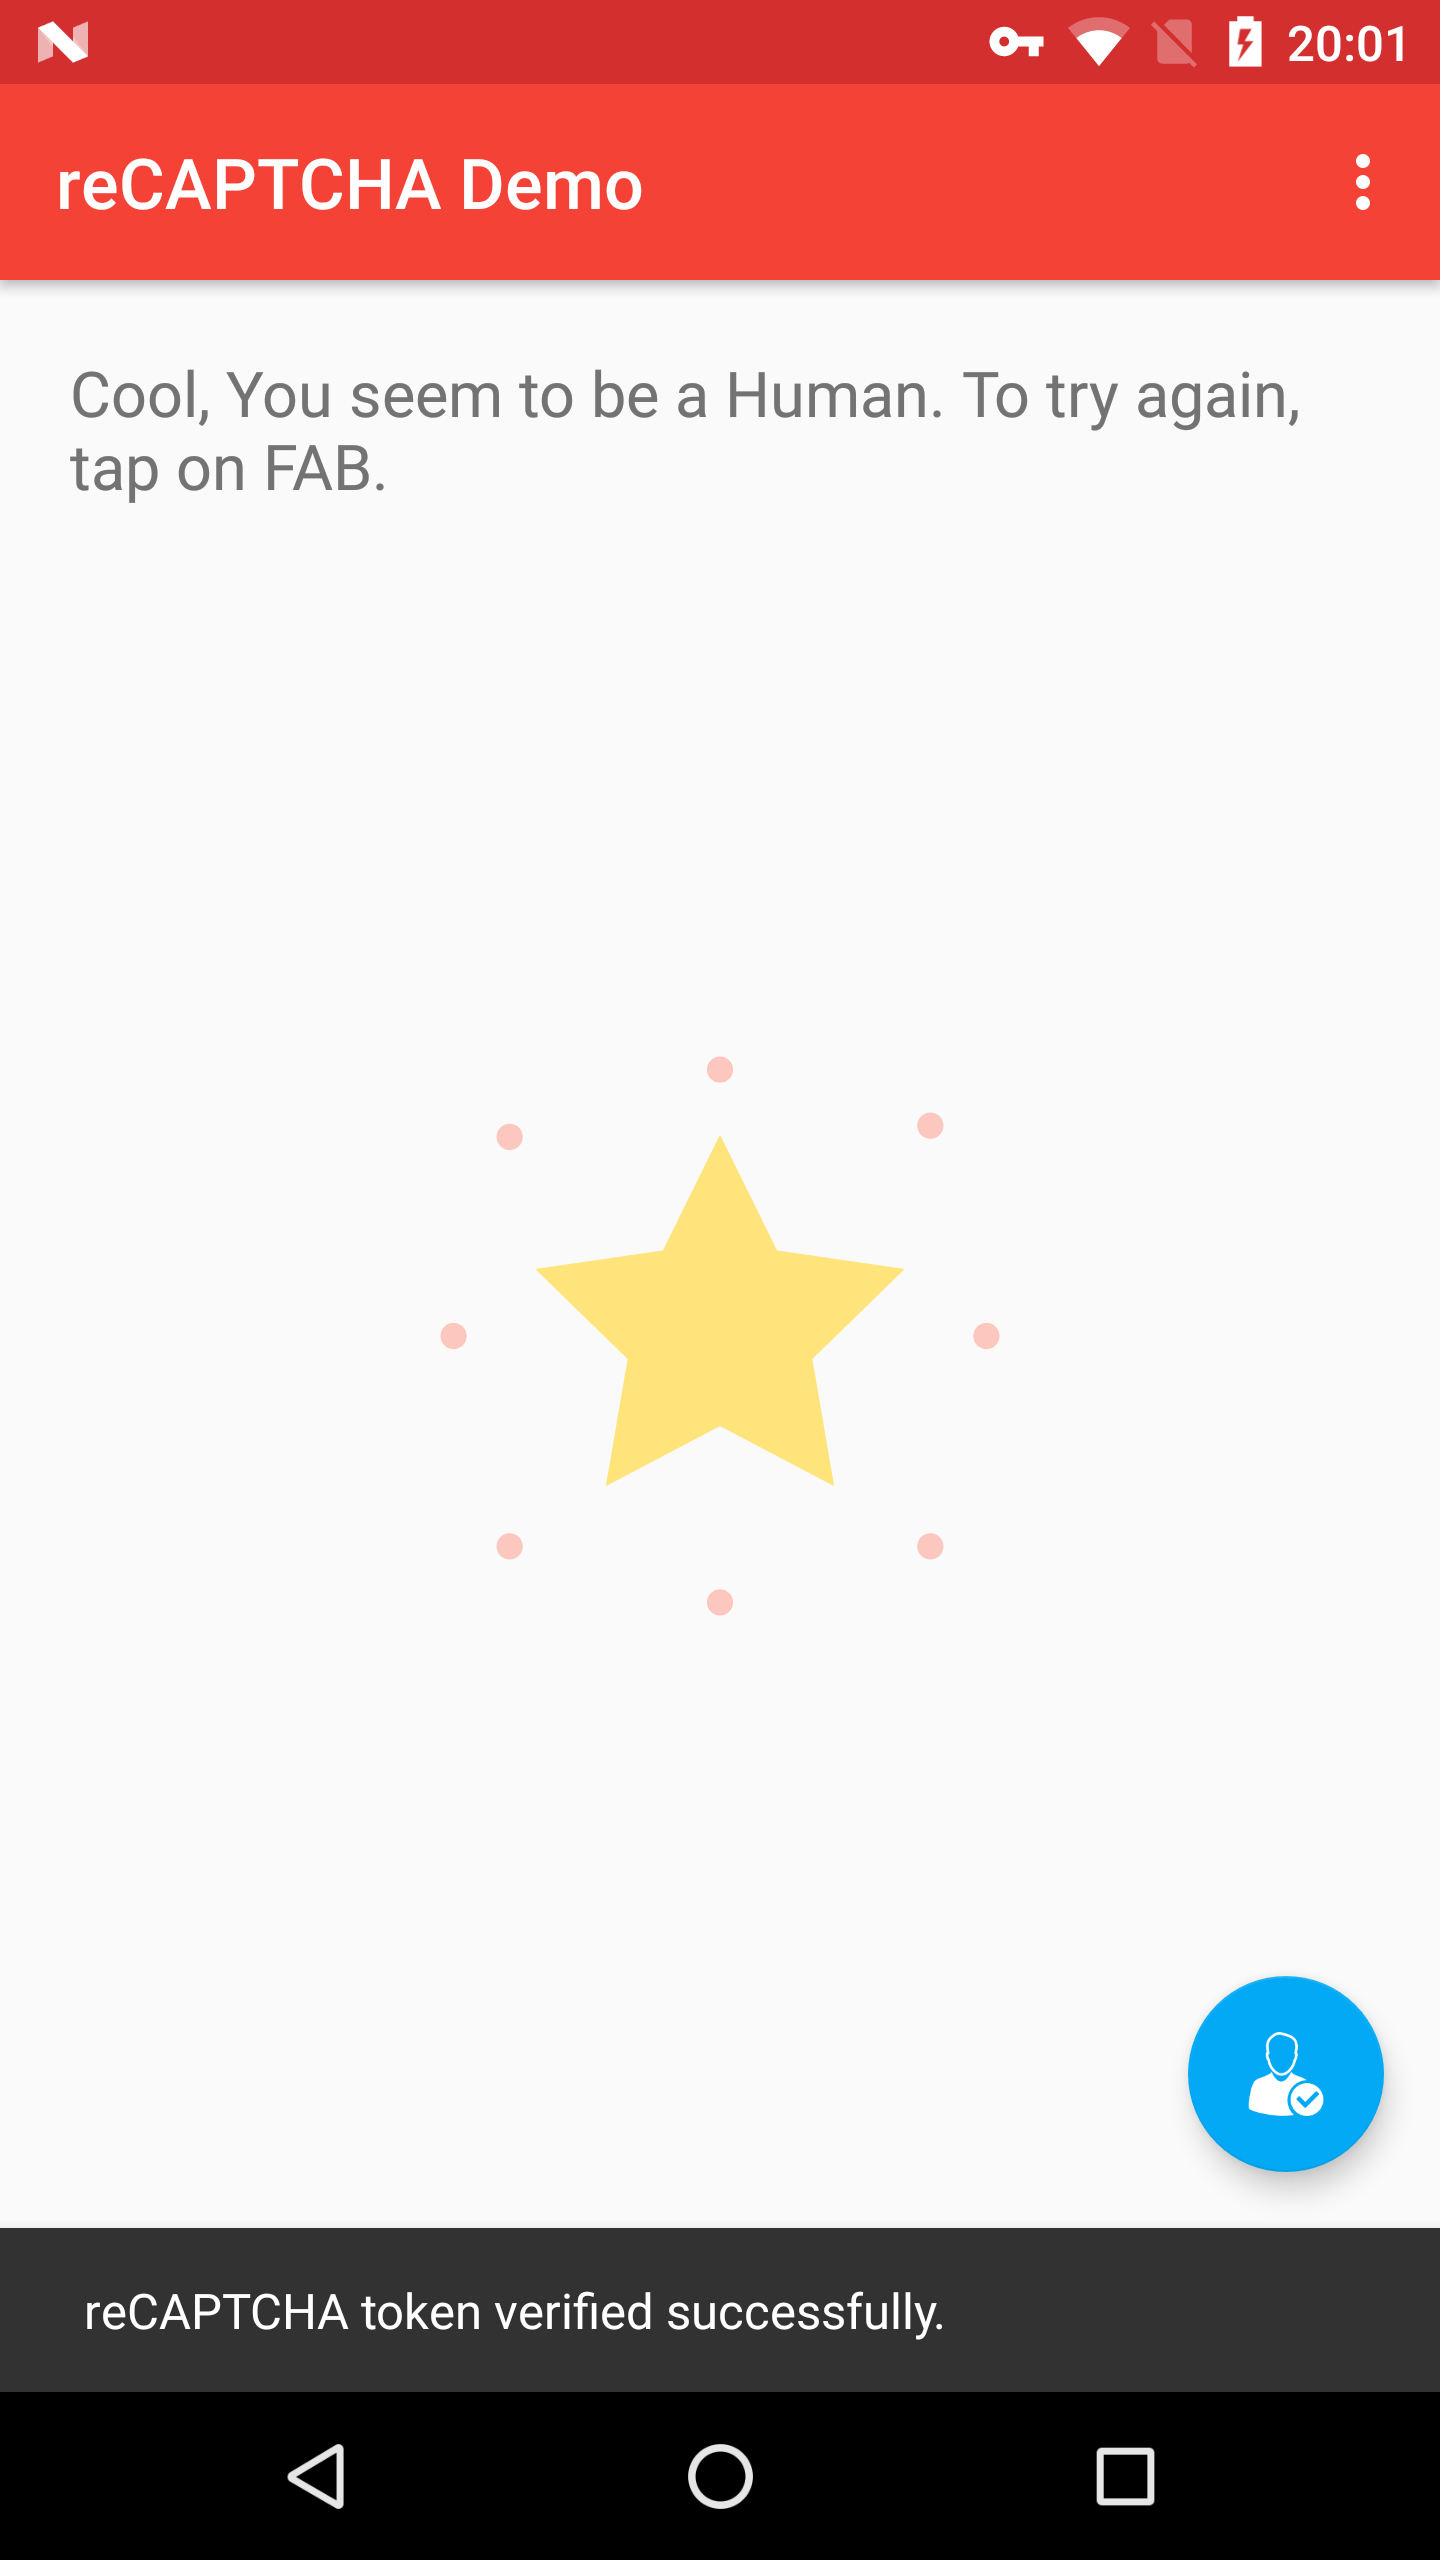 20:01
reCAPTCHA Demo
Cool, You seem to be a Human. To try again,
tap on FAB.
reCAPTCHA token verified successfully.